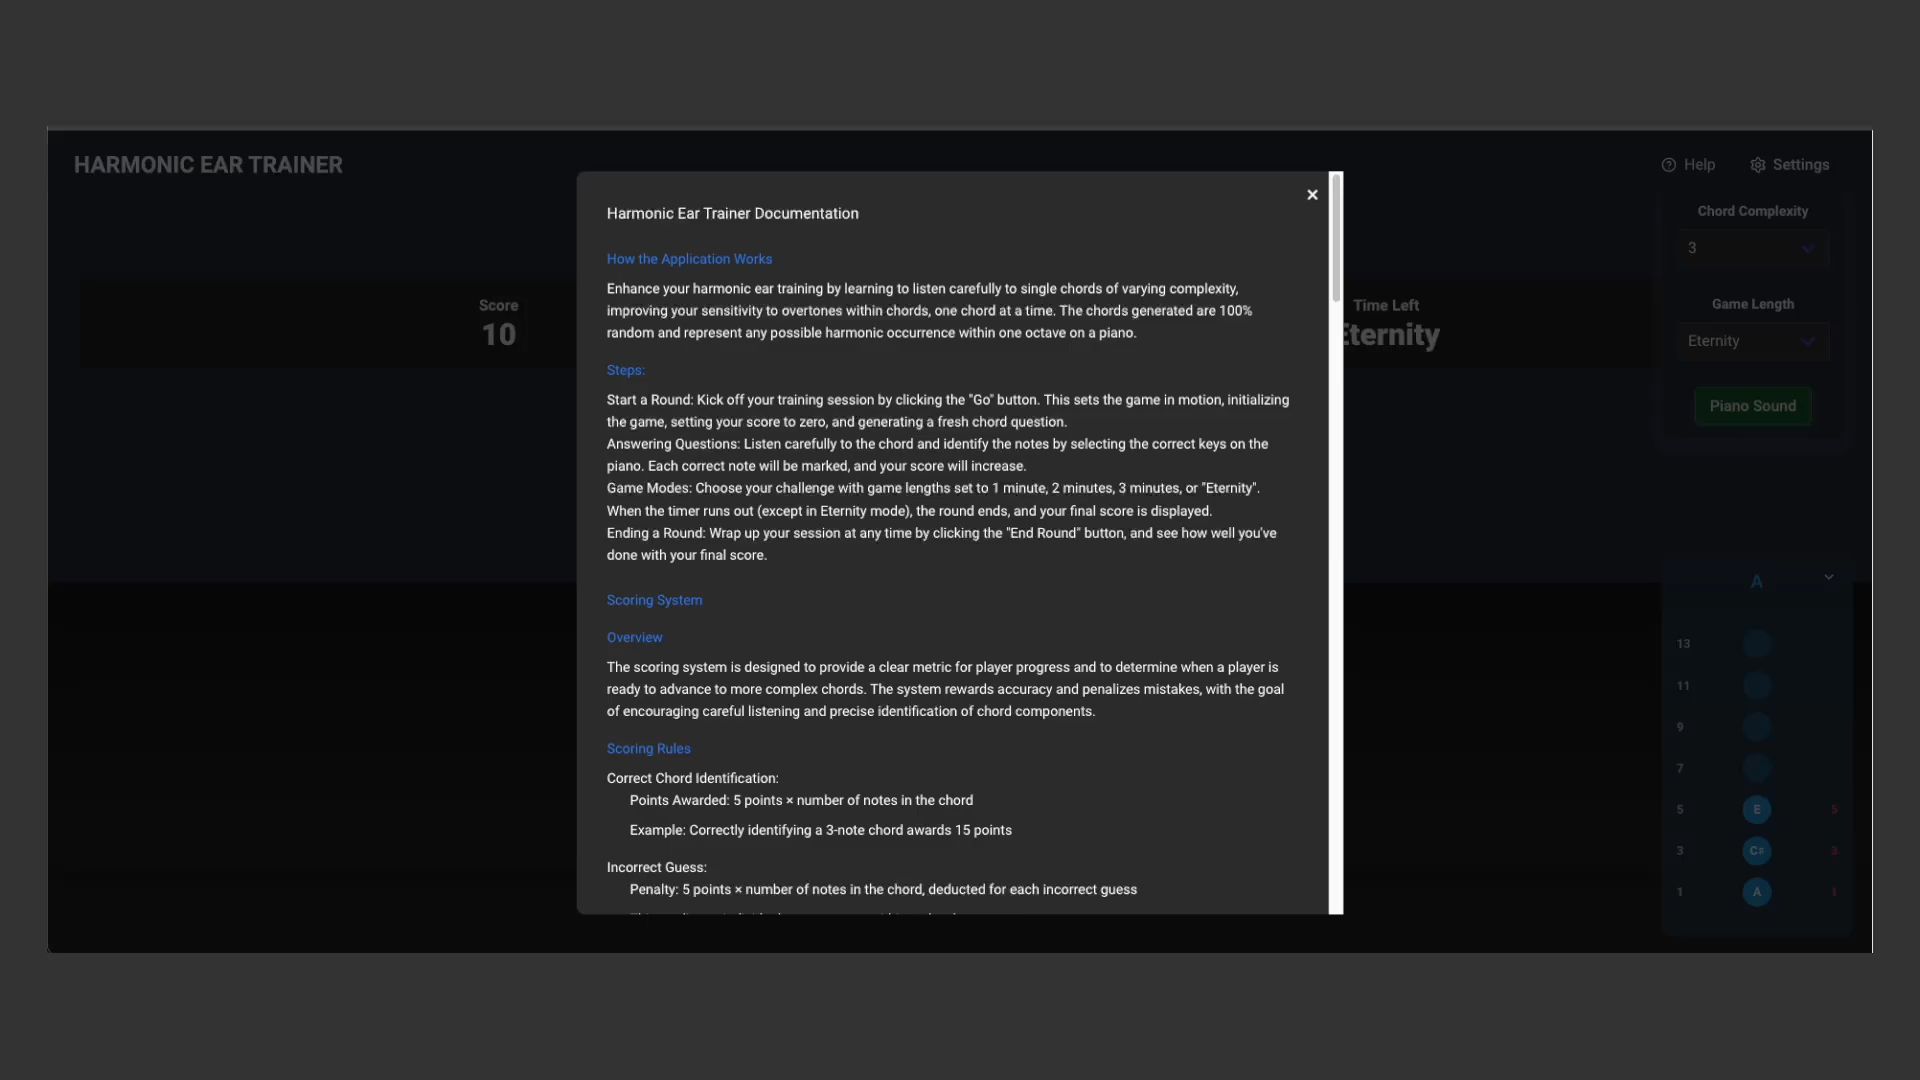 HARMONIC EAR TRAINER
Help
Settings
Harmonic Ear Trainer Documentation
How the Application Works
Enhance your harmonic ear training by learning to listen carefully to single chords of varying complexity,
improving your sensitivity to overtones within chords, one chord at a time. The chords generated are 100%
random and represent any possible harmonic occurrence within one octave on a piano.
Steps:
Start a Round: Kick off your training session by clicking the "Go" button. This sets the game in motion, initializing
the game, setting your score to zero, and generating a fresh chord question.
Answering Questions: Listen carefully to the chord and identify the notes by selecting the correct keys on the
piano. Each correct note will be marked, and your score will increase.
Game Modes: Choose your challenge with game lengths set to 1 minute, 2 minutes, 3 minutes, or "Eternity".
When the timer runs out (except in Eternity mode), the round ends, and your final score is displayed.
Ending a Round: Wrap up your session at any time by clicking the "End Round" button, and see how well you've
done with your final score.
Scoring System
Overview
The scoring system is designed to provide a clear metric for player progress and to determine when a player is
ready to advance to more complex chords. The system rewards accuracy and penalizes mistakes, with the goal
of encouraging careful listening and precise identification of chord components.
Scoring Rules
Correct Chord Identification:
Points Awarded: 5 points × number of notes in the chord
Example: Correctly identifying a 3-note chord awards 15 points
Incorrect Guess:
Penalty: 5 points × number of notes in the chord, deducted for each incorrect guess
Score
10
Time Left
Eternity
Chord Complexity
3
Game Length
Eternity
Piano Sound
A
13
11
9
7
5 E 5
3 C# 3
1 A 1